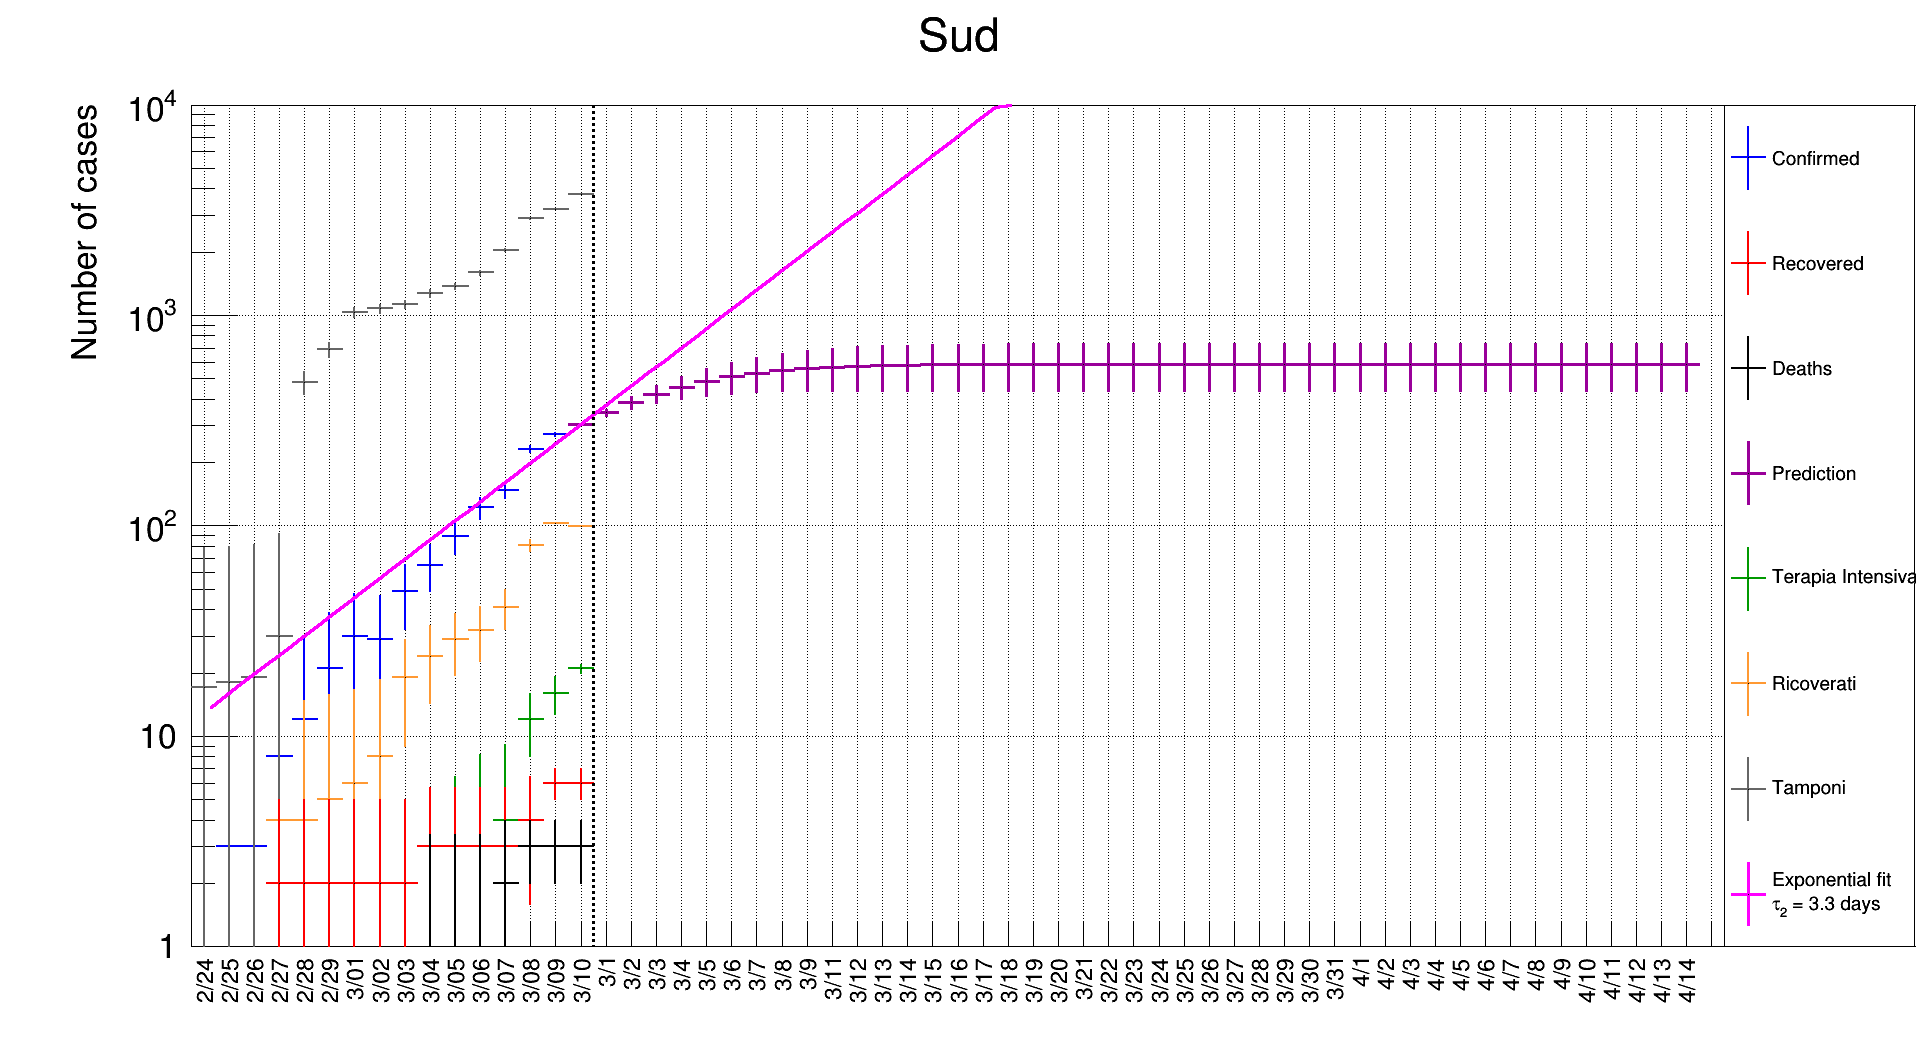 Sud
Number of cases
10^4
10^3
10^2
10
1
2/24 2/25 2/26 2/27 2/28 2/29 3/01 3/02 3/03 3/04 3/05 3/06 3/07 3/08 3/09 3/10 3/1 3/2 3/3 3/4 3/5 3/6 3/7 3/8 3/9 3/11 3/12 3/13 3/14 3/15 3/16 3/17 3/18 3/19 3/20 3/21 3/22 3/23 3/24 3/25 3/26 3/27 3/28 3/29 3/30 3/31 4/1 4/2 4/3 4/4 4/5 4/6 4/7 4/8 4/9 4/10 4/11 4/12 4/13 4/14
Confirmed
Recovered
Deaths
Prediction
Terapia Intensiva
Ricoverati
Tamponi
Exponential fit
τ_2 = 3.3 days